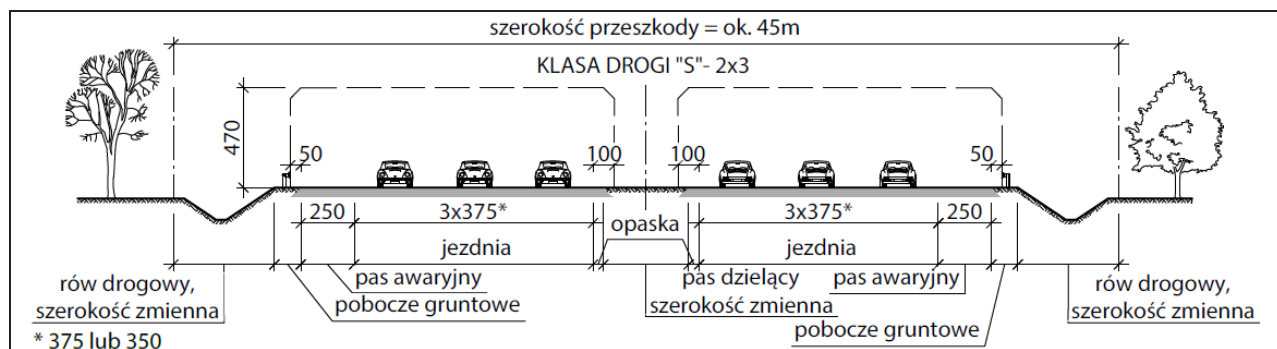 szerokość przeszkody = ok. 45m
KLASA DROGI "S"- 2x3
470
50
100
100
50
250
3x375*
opaska
3x375*
250
jezdnia
jezdnia
rów drogowy,
szerokość zmienna
pas awaryjny
pobocze gruntowe
pas dzielący
szerokość zmienna
pas awaryjny
pobocze gruntowe
rów drogowy,
szerokość zmienna
* 375 lub 350